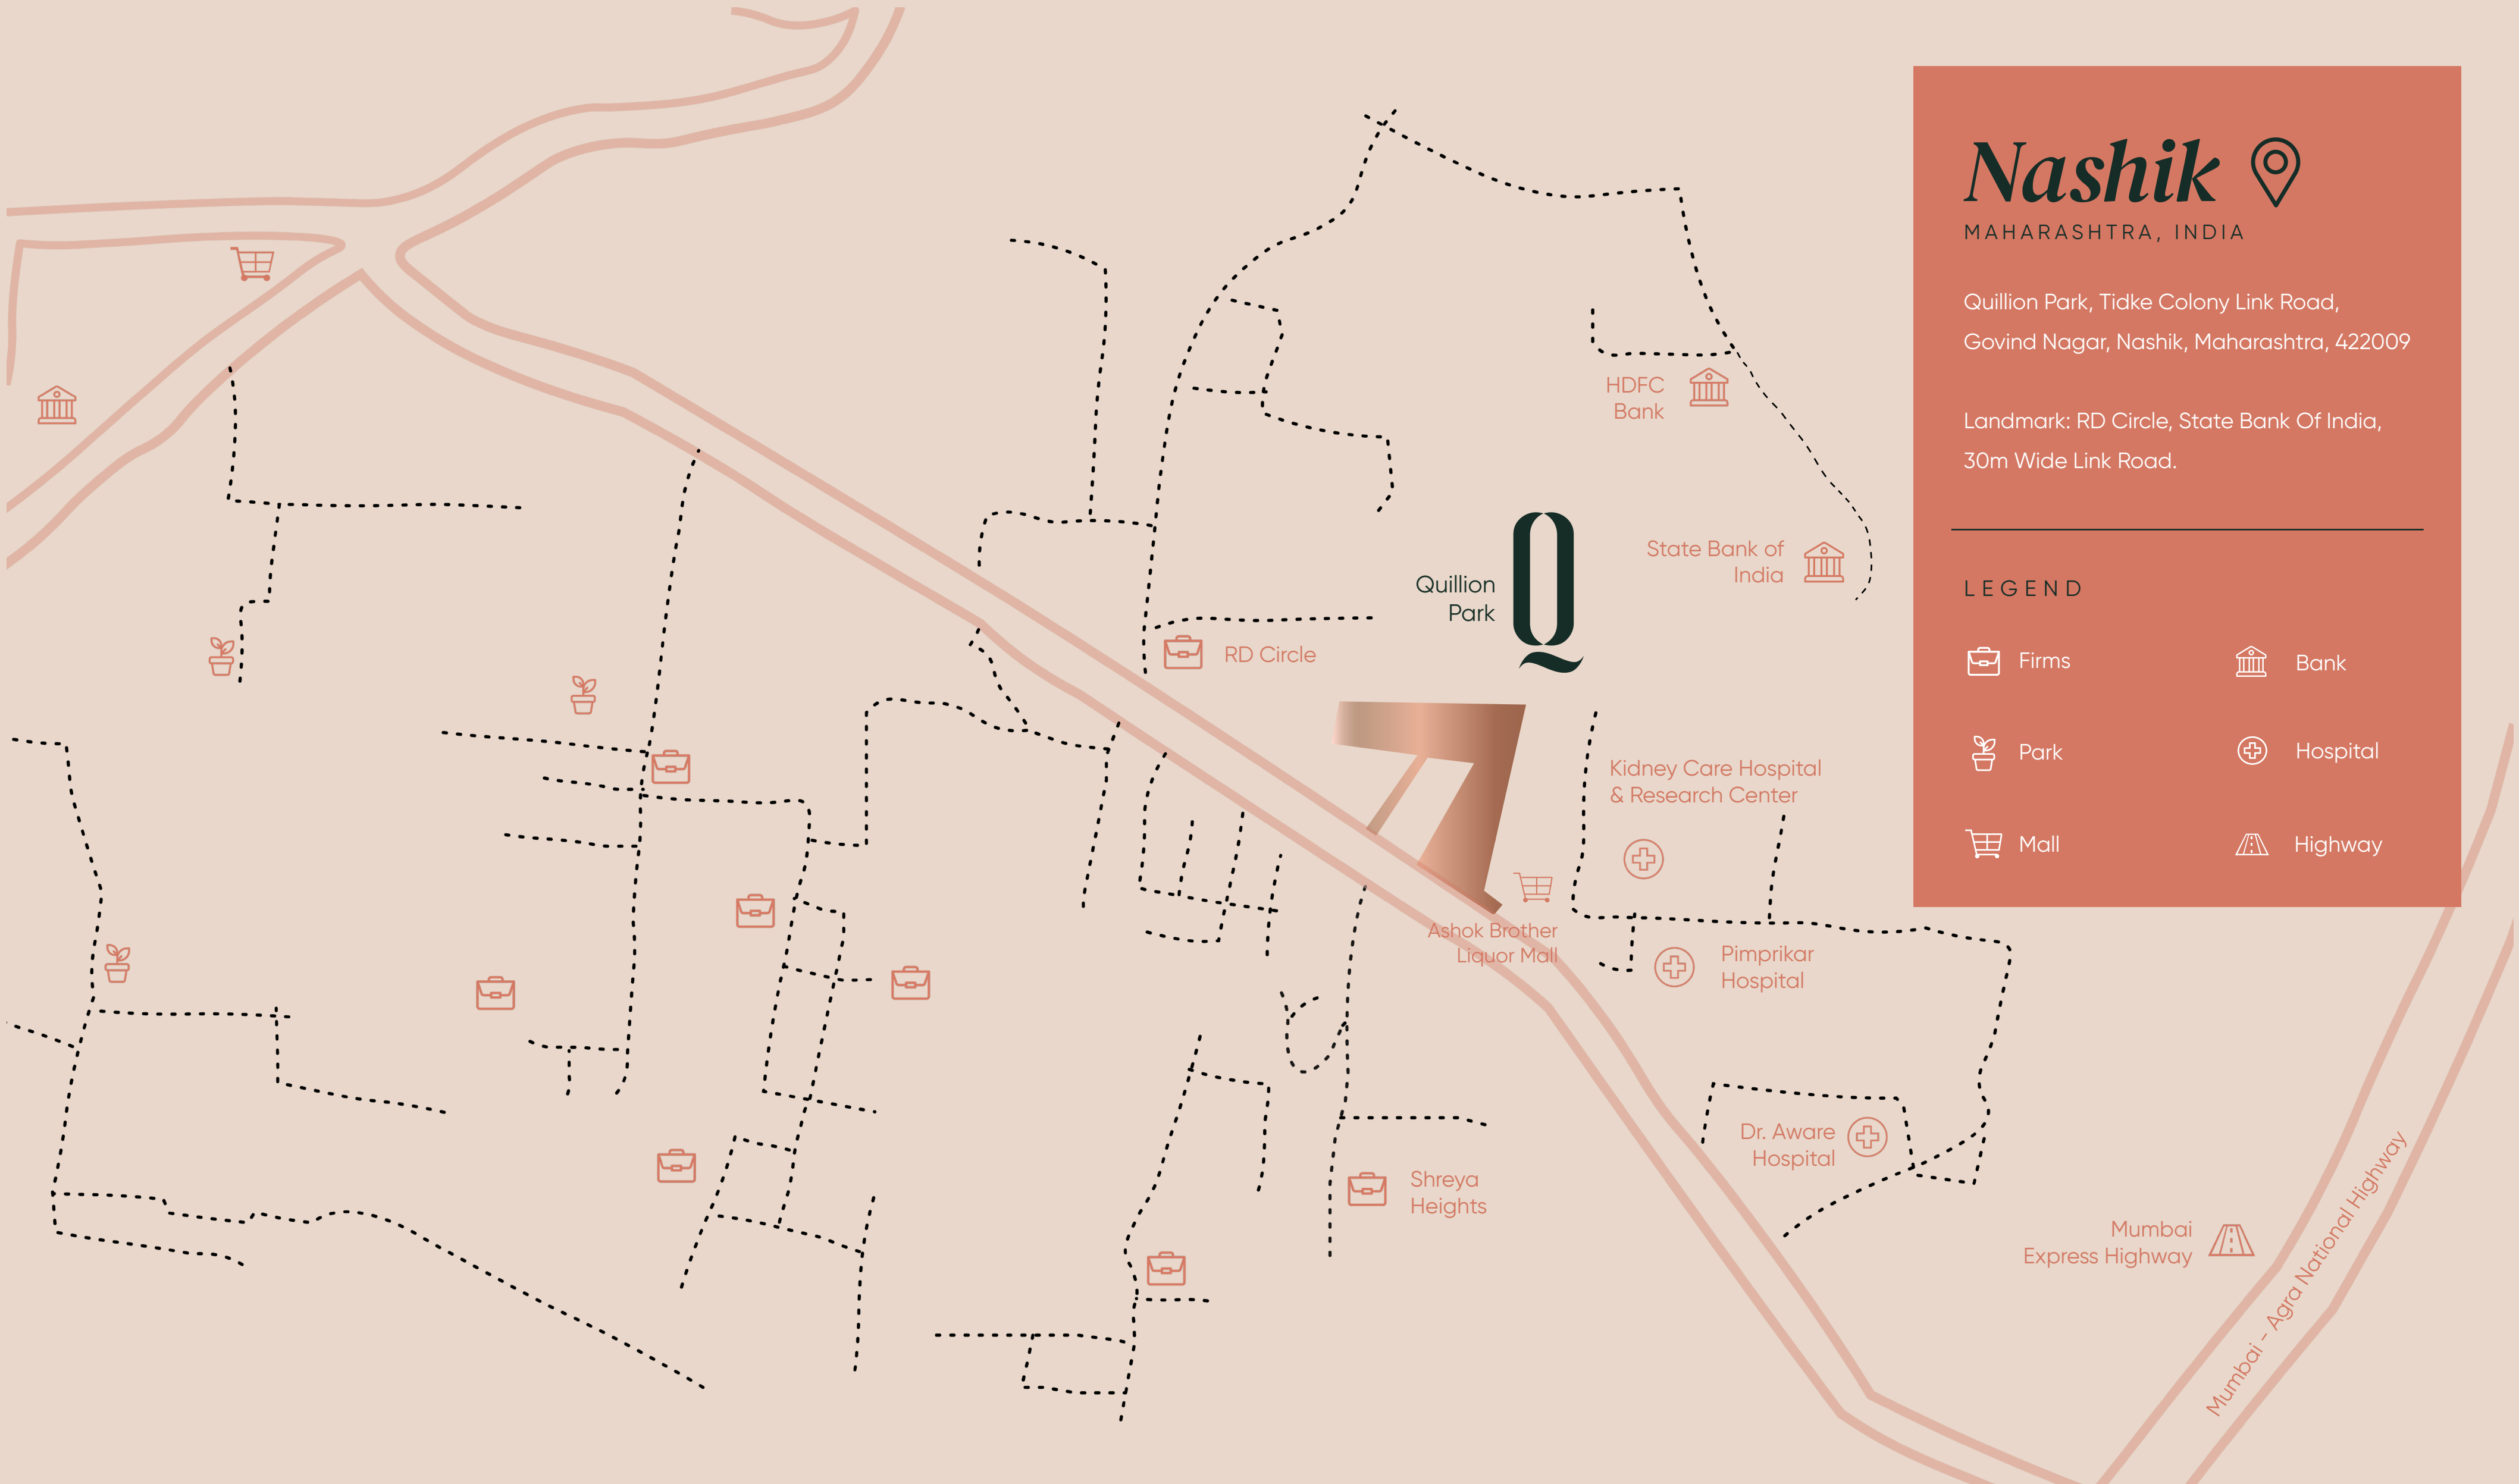 Nashik
MAHARASHTRA, INDIA
Quillion Park, Tidke Colony Link Road,
Govind Nagar, Nashik, Maharashtra, 422009
Landmark: RD Circle, State Bank Of India,
30m Wide Link Road.
LEGEND
Firms
Bank
Park
Hospital
Mall
Highway
HDFC
Bank
State Bank of
India
Quillion
Park
Q
RD Circle
Kidney Care Hospital
& Research Center
Ashok Brother
Liquor Mall
Pimprikar
Hospital
Dr. Aware
Hospital
Shreya
Heights
Mumbai
Express Highway
Mumbai - Agra National Highway